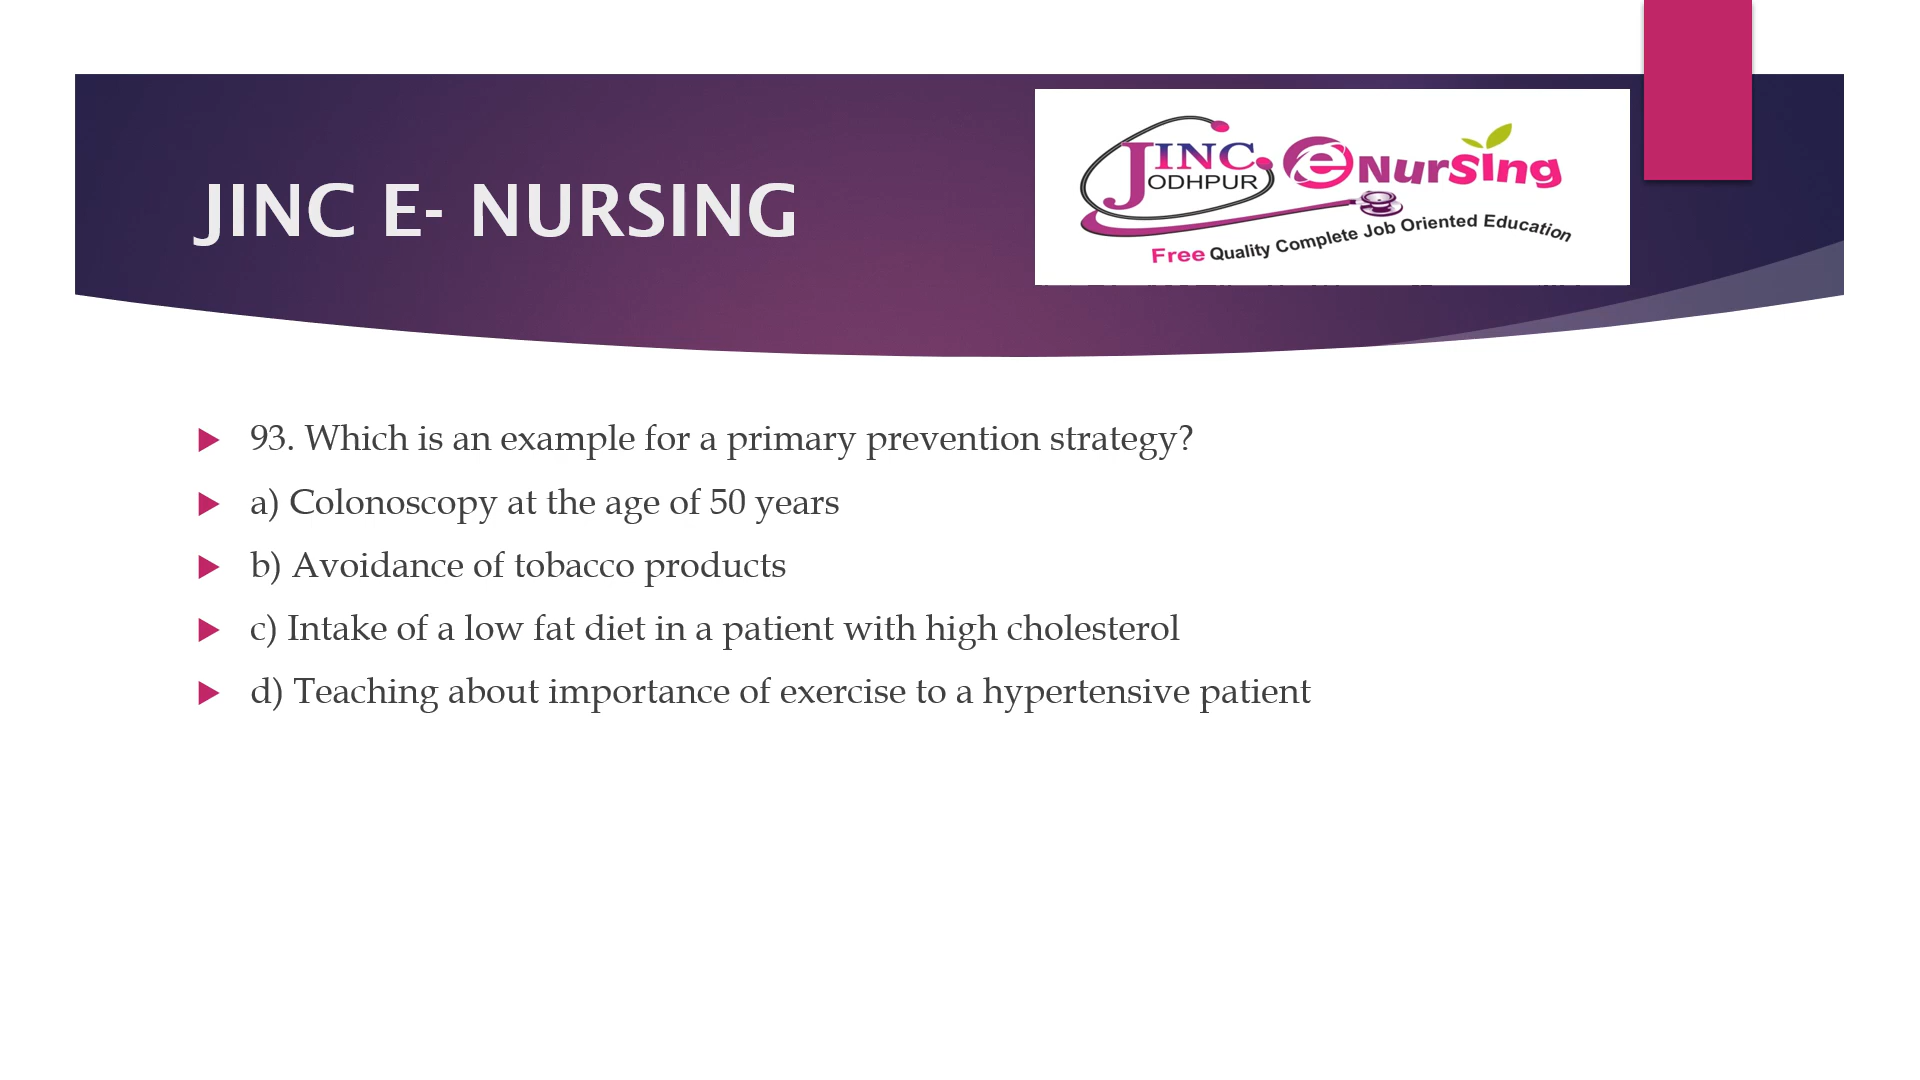 JINC E- NURSING
JINC ODHPUR eNursing
Free Quality Complete Job Oriented Education
93. Which is an example for a primary prevention strategy?
a) Colonoscopy at the age of 50 years
b) Avoidance of tobacco products
c) Intake of a low fat diet in a patient with high cholesterol
d) Teaching about importance of exercise to a hypertensive patient